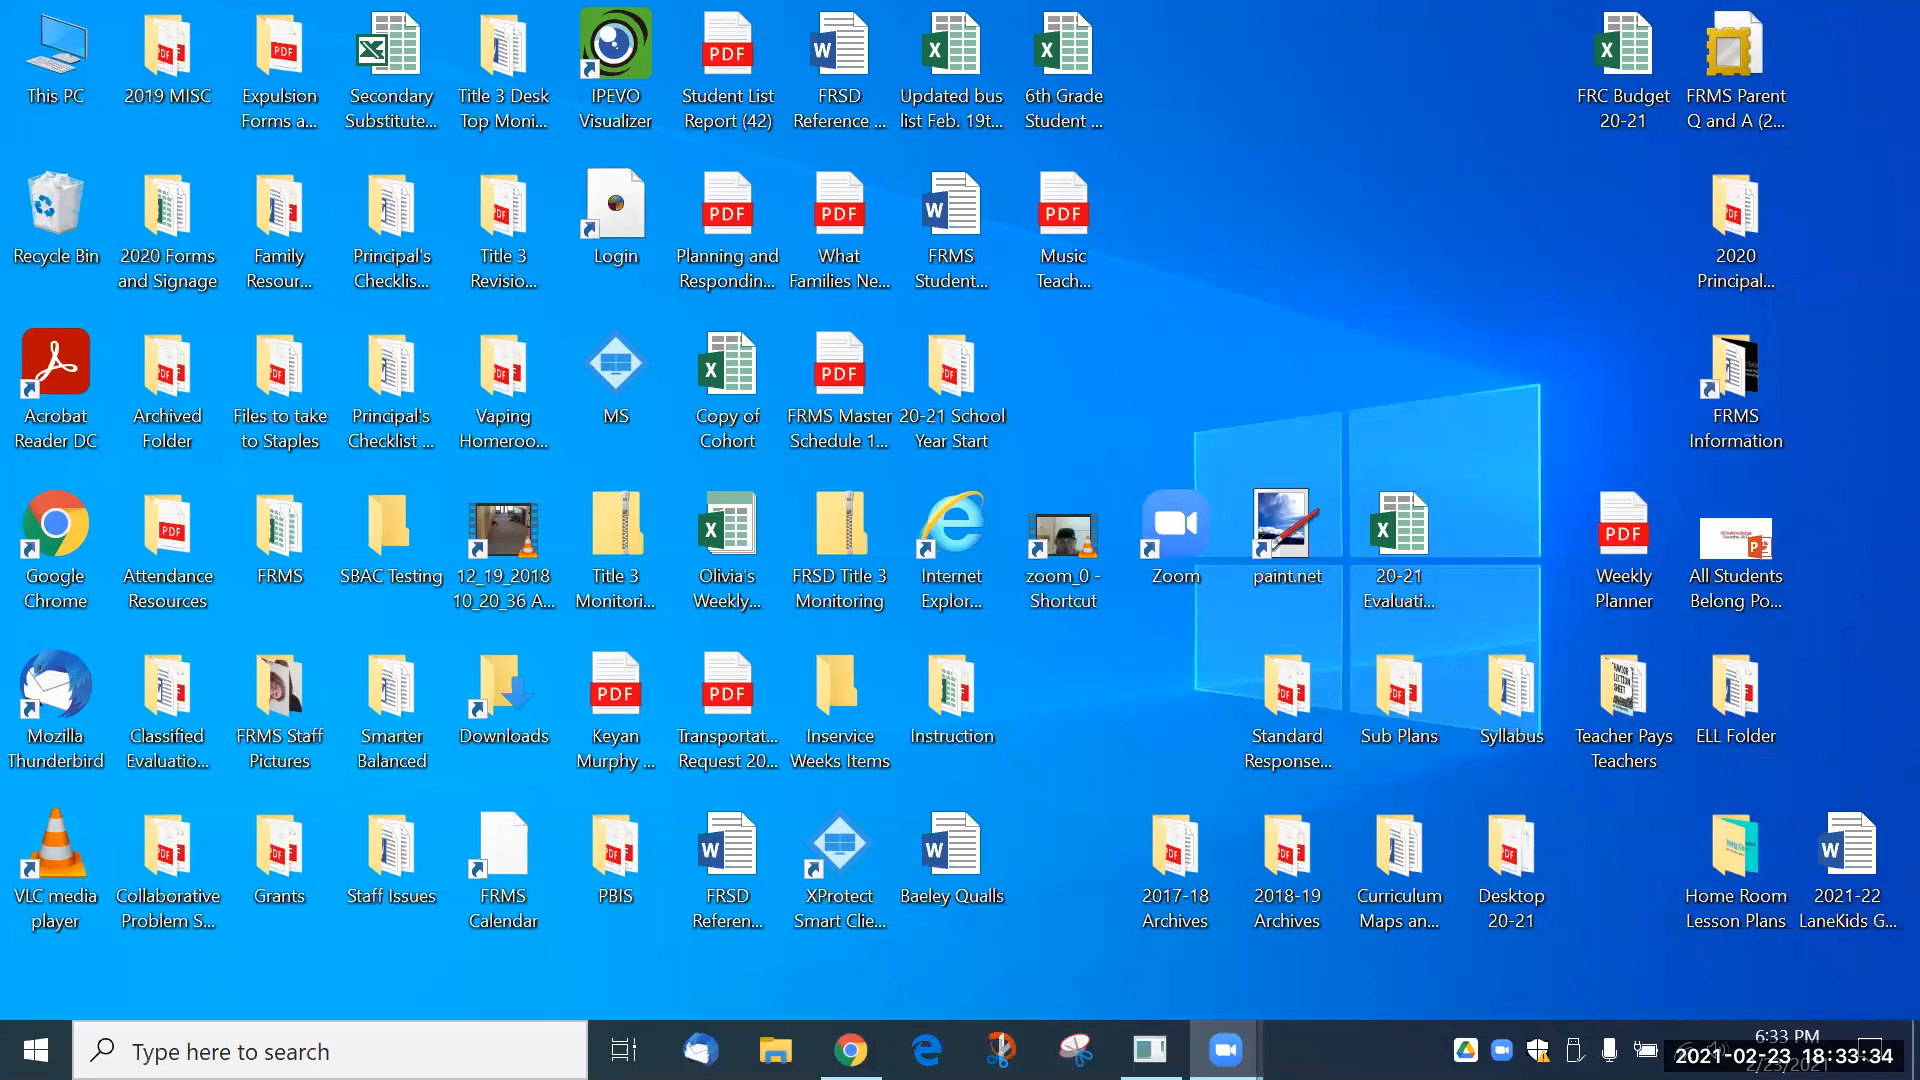 This PC
2019 MISC
Expulsion
Forms a...
Secondary
Substitute...
Title 3 Desk
Top Moni...
IPEVO
Visualizer
Student List
Report (42)
FRSD
Reference ...
Updated bus
list Feb. 19t...
6th Grade
Student ...
FRC Budget
20-21
FRMS Parent
Q and A (2...
Recycle Bin
2020 Forms
and Signage
Family
Resour...
Principal's
Checklis...
Title 3
Revisio...
Login
Planning and
Respondin...
What
Families Ne...
FRMS
Student...
Music
Teach...
2020
Principal...
Acrobat
Reader DC
Archived
Folder
Files to take
to Staples
Principal's
Checklist ...
Vaping
Homeroo...
MS
Copy of
Cohort
FRMS Master
Schedule 1...
20-21 School
Year Start
FRMS
Information
Google
Chrome
Attendance
Resources
FRMS
SBAC Testing
12_19_2018
10_20_36 A...
Title 3
Monitori...
Olivia's
Weekly...
FRSD Title 3
Monitoring
Internet
Explor...
zoom_0 -
Shortcut
Zoom
paint.net
20-21
Evaluati...
Weekly
Planner
All Students
Belong Po...
Mozilla
Thunderbird
Classified
Evaluatio...
FRMS Staff
Pictures
Smarter
Balanced
Downloads
Keyan
Murphy ...
Transportat...
Request 20...
Inservice
Weeks Items
Instruction
Standard
Response...
Sub Plans
Syllabus
Teacher Pays
Teachers
ELL Folder
VLC media
player
Collaborative
Problem S...
Grants
Staff Issues
FRMS
Calendar
PBIS
FRSD
Referen...
XProtect
Smart Clie...
Baeley Qualls
2017-18
Archives
2018-19
Archives
Curriculum
Maps an...
Desktop
20-21
Home Room
Lesson Plans
2021-22
LaneKids G...
Type here to search
6:33 PM
2/23/2021
2021-02-23 18:33:34